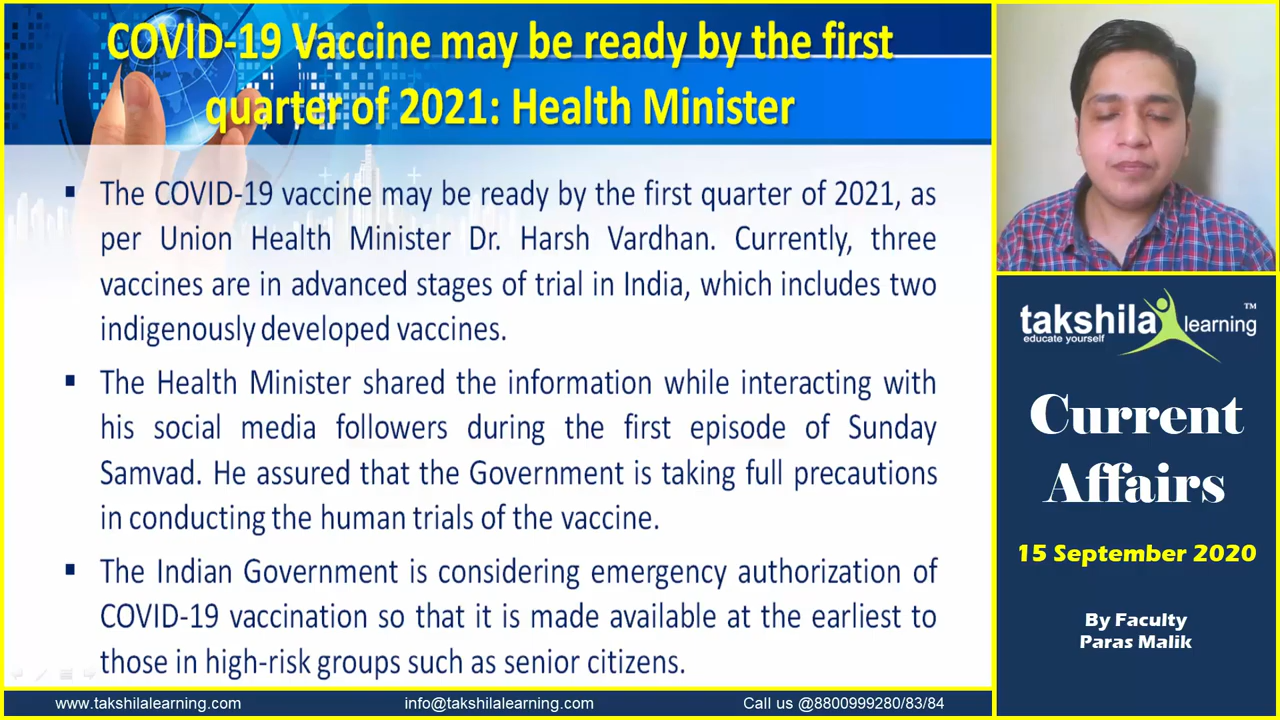 COVID-19 Vaccine may be ready by the first
quarter of 2021: Health Minister
▪ The COVID-19 vaccine may be ready by the first quarter of 2021, as
per Union Health Minister Dr. Harsh Vardhan. Currently, three
vaccines are in advanced stages of trial in India, which includes two
indigenously developed vaccines.
▪ The Health Minister shared the information while interacting with
his social media followers during the first episode of Sunday
Samvad. He assured that the Government is taking full precautions
in conducting the human trials of the vaccine.
▪ The Indian Government is considering emergency authorization of
COVID-19 vaccination so that it is made available at the earliest to
those in high-risk groups such as senior citizens.
www.takshilalearning.com info@takshilalearning.com Call us @8800999280/83/84
takshila learning ™
educate yourself
Current
Affairs
15 September 2020
By Faculty
Paras Malik